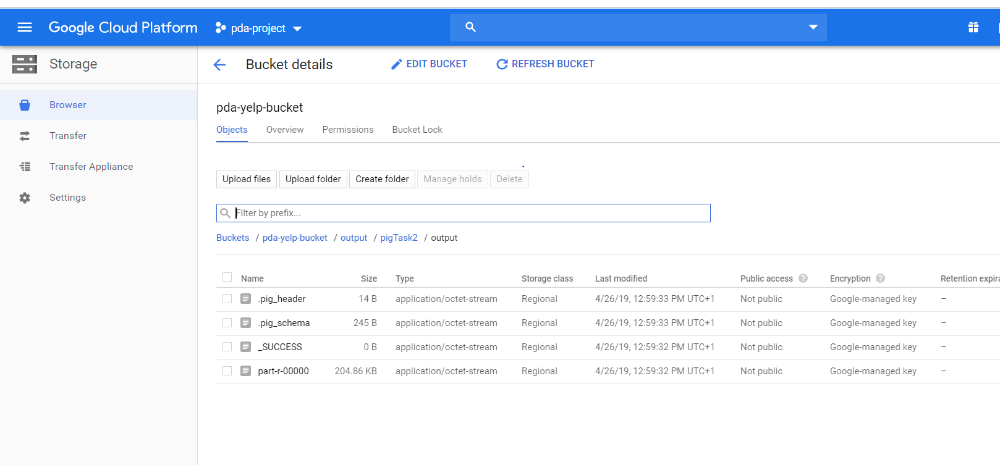 Google Cloud Platform pda-project
Storage Bucket details EDIT BUCKET REFRESH BUCKET
Browser
Transfer
Transfer Appliance
Settings
pda-yelp-bucket
Objects Overview Permissions Bucket Lock
Upload files Upload folder Create folder Manage holds Delete
Filter by prefix...
Buckets / pda-yelp-bucket / output / pigTask2 / output
Name Size Type Storage class Last modified Public access ? Encryption ? Retention expira
.pig_header 14 B application/octet-stream Regional 4/26/19, 12:59:33 PM UTC+1 Not public Google-managed key –
.pig_schema 245 B application/octet-stream Regional 4/26/19, 12:59:33 PM UTC+1 Not public Google-managed key –
_SUCCESS 0 B application/octet-stream Regional 4/26/19, 12:59:32 PM UTC+1 Not public Google-managed key –
part-r-00000 204.86 KB application/octet-stream Regional 4/26/19, 12:59:32 PM UTC+1 Not public Google-managed key –